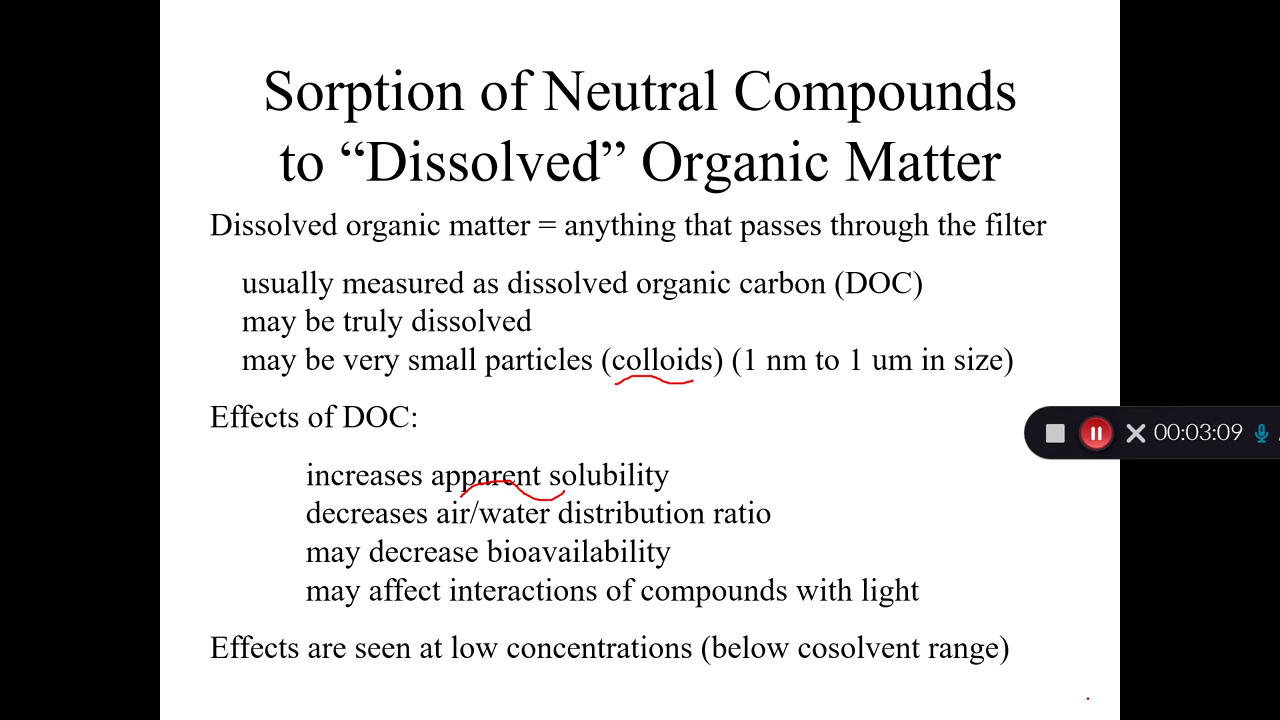 Sorption of Neutral Compounds
to “Dissolved” Organic Matter
Dissolved organic matter = anything that passes through the filter
usually measured as dissolved organic carbon (DOC)
may be truly dissolved
may be very small particles (colloids) (1 nm to 1 um in size)
Effects of DOC:
increases apparent solubility
decreases air/water distribution ratio
may decrease bioavailability
may affect interactions of compounds with light
Effects are seen at low concentrations (below cosolvent range)
00:03:09